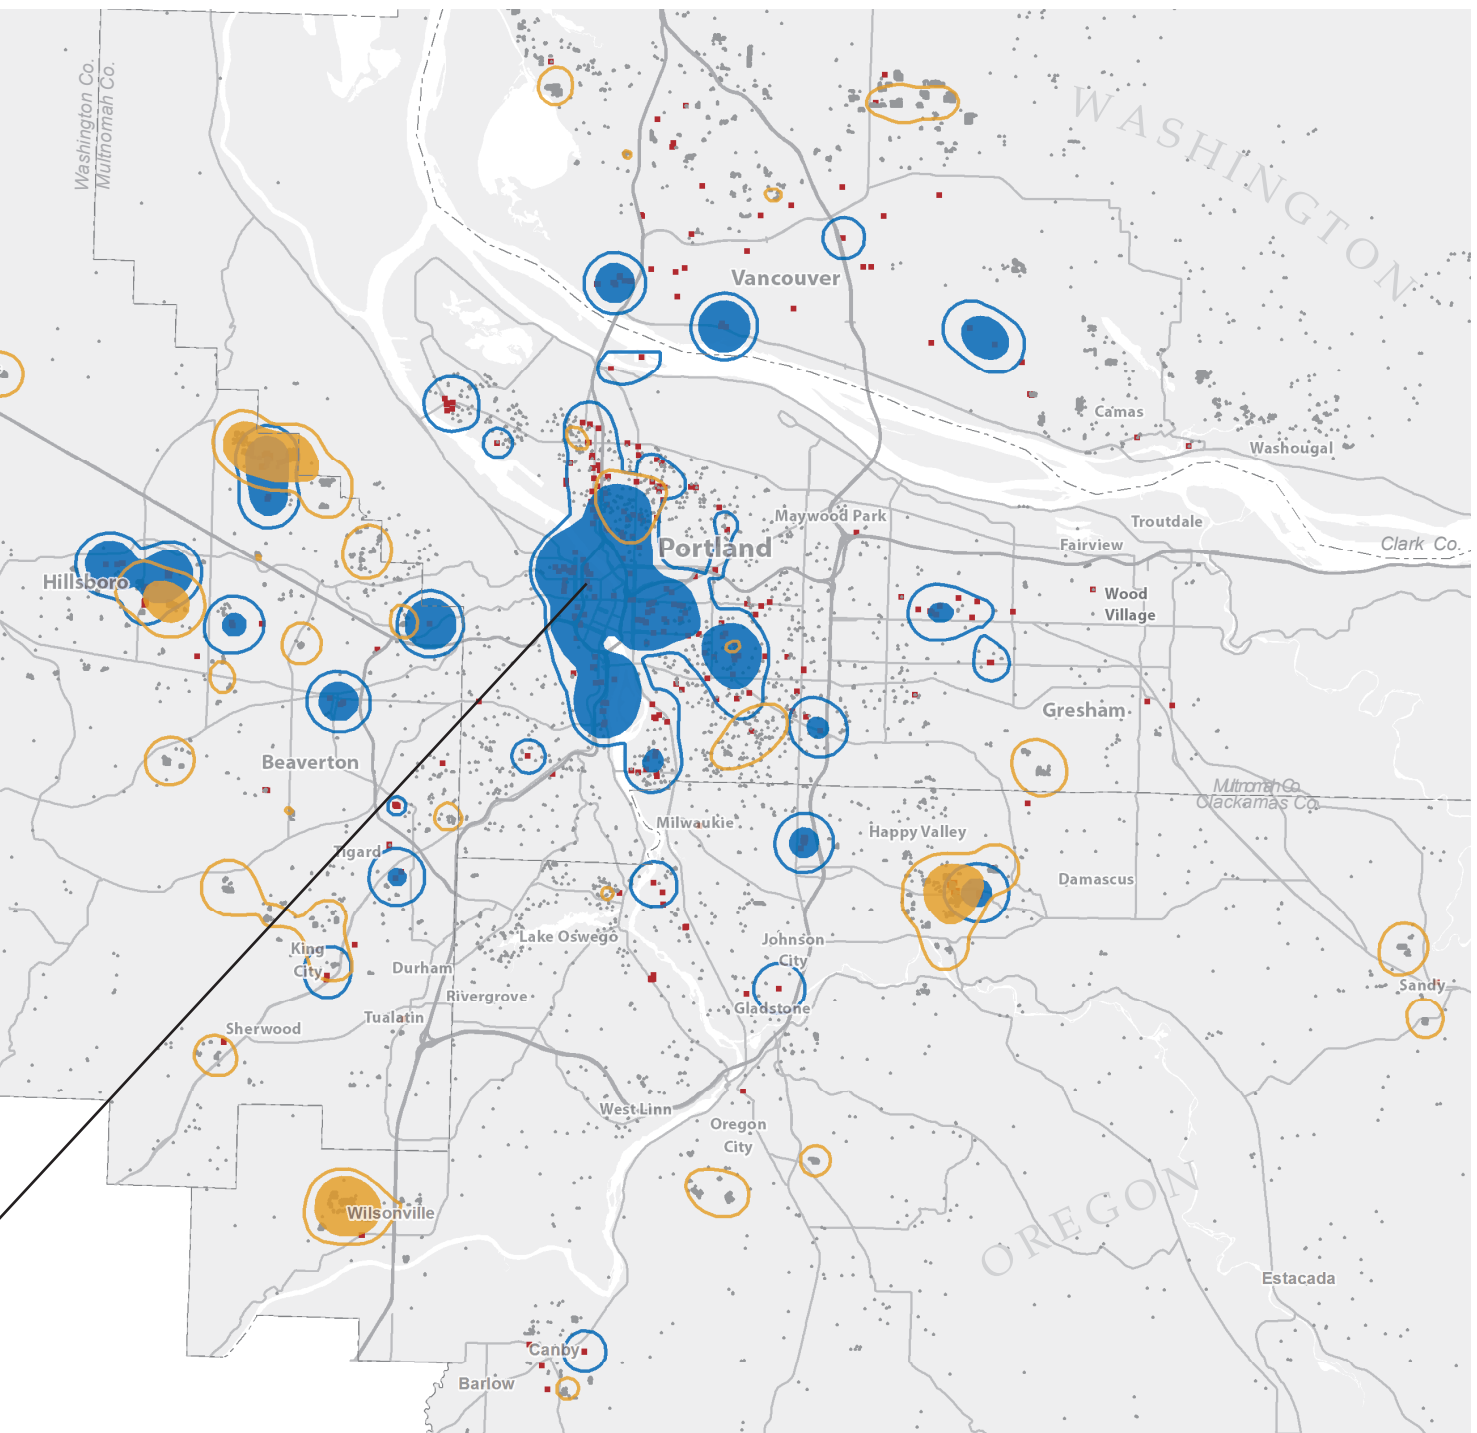 Washington Co.
Multnomah Co.
WASHINGTON
Vancouver
Camas
Washougal
Maywood Park
Troutdale
Portland
Fairview
Clark Co.
Hillsboro
Wood
Village
Gresham
Beaverton
Multnomah Co.
Clackamas Co.
Milwaukie
Happy Valley
Tigard
Damascus
Lake Oswego
Johnson
City
King
City
Durham
Sandy
Rivergrove
Gladstone
Tualatin
Sherwood
West Linn
Oregon
City
OREGON
Wilsonville
Estacada
Canby
Barlow